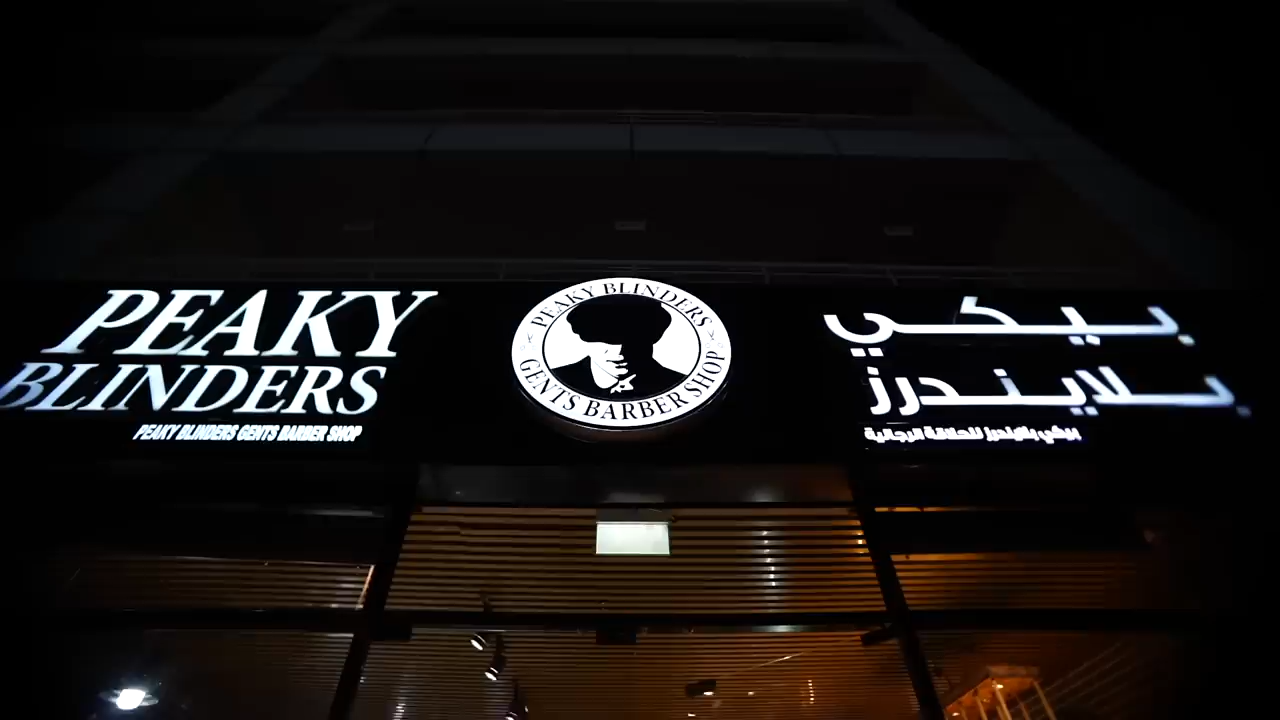 PEAKY
BLINDERS
PEAKY BLINDERS GENTS BARBER SHOP
PEAKY BLINDERS
GENTS BARBER SHOP
بيكي
بلايندرز
بيكي بلايندرز للحلاقة الرجالية